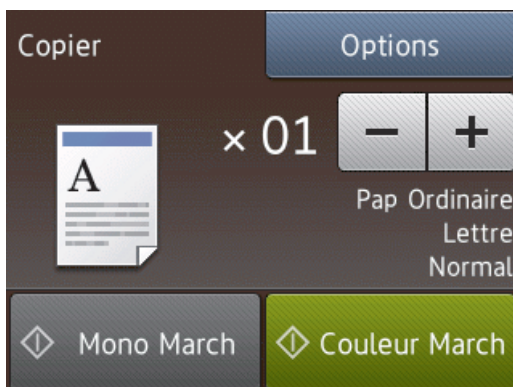 Copier
Options
× 01
− +
A
Pap Ordinaire
Lettre
Normal
Mono March
Couleur March